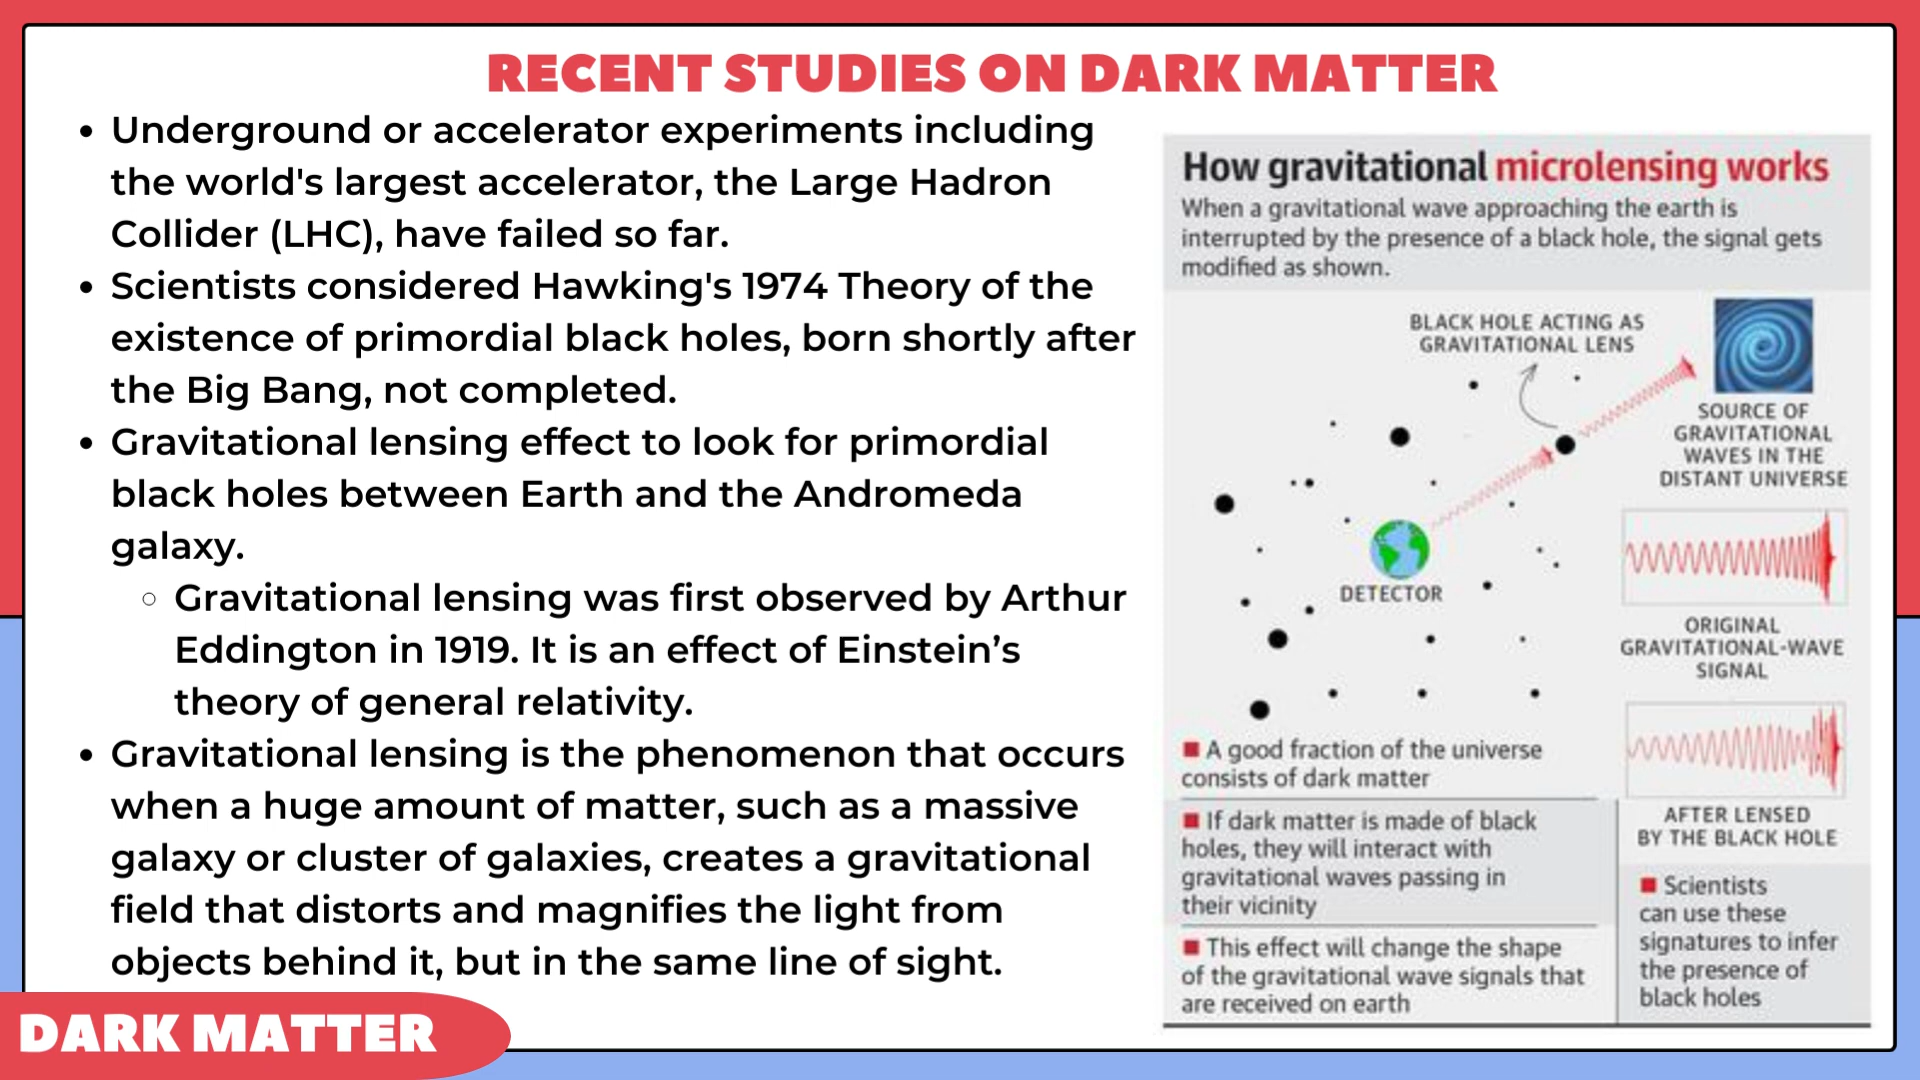 RECENT STUDIES ON DARK MATTER
• Underground or accelerator experiments including
the world's largest accelerator, the Large Hadron
Collider (LHC), have failed so far.
• Scientists considered Hawking's 1974 Theory of the
existence of primordial black holes, born shortly after
the Big Bang, not completed.
• Gravitational lensing effect to look for primordial
black holes between Earth and the Andromeda
galaxy.
○ Gravitational lensing was first observed by Arthur
Eddington in 1919. It is an effect of Einstein’s
theory of general relativity.
• Gravitational lensing is the phenomenon that occurs
when a huge amount of matter, such as a massive
galaxy or cluster of galaxies, creates a gravitational
field that distorts and magnifies the light from
objects behind it, but in the same line of sight.
How gravitational microlensing works
When a gravitational wave approaching the earth is
interrupted by the presence of a black hole, the signal gets
modified as shown.
BLACK HOLE ACTING AS
GRAVITATIONAL LENS
SOURCE OF
GRAVITATIONAL
WAVES IN THE
DISTANT UNIVERSE
DETECTOR
ORIGINAL
GRAVITATIONAL-WAVE
SIGNAL
AFTER LENSED
BY THE BLACK HOLE
■ A good fraction of the universe
consists of dark matter
■ If dark matter is made of black
holes, they will interact with
gravitational waves passing in
their vicinity
■ This effect will change the shape
of the gravitational wave signals that
are received on earth
■ Scientists
can use these
signatures to infer
the presence of
black holes
DARK MATTER